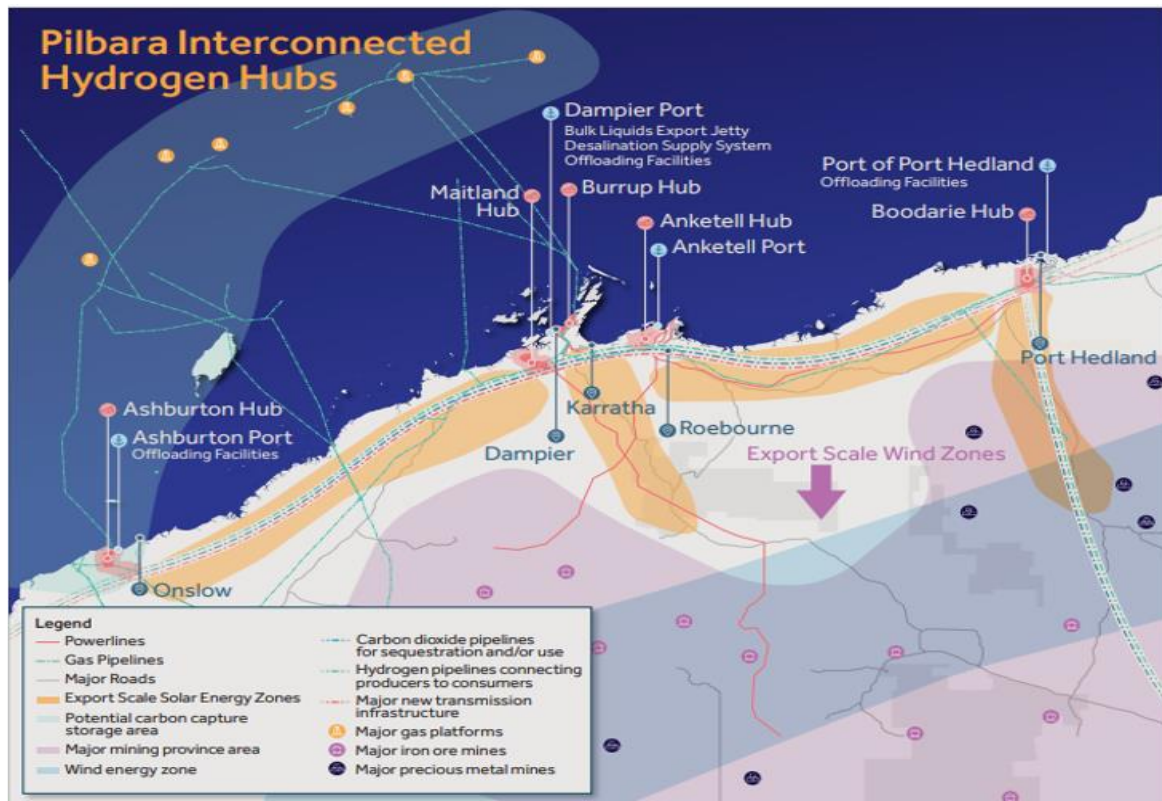 Pilbara Interconnected
Hydrogen Hubs
Dampier Port
Bulk Liquids Export Jetty
Desalination Supply System
Offloading Facilities
Port of Port Hedland
Offloading Facilities
Maitland
Hub
Burrup Hub
Anketell Hub
Boodarie Hub
Anketell Port
Port Hedland
Ashburton Hub
Karratha
Ashburton Port
Offloading Facilities
Roebourne
Dampier
Export Scale Wind Zones
Onslow
Legend
Powerlines
Gas Pipelines
Major Roads
Export Scale Solar Energy Zones
Potential carbon capture
storage area
Major mining province area
Wind energy zone
Carbon dioxide pipelines
for sequestration and/or use
Hydrogen pipelines connecting
producers to consumers
Major new transmission
infrastructure
Major gas platforms
Major iron ore mines
Major precious metal mines